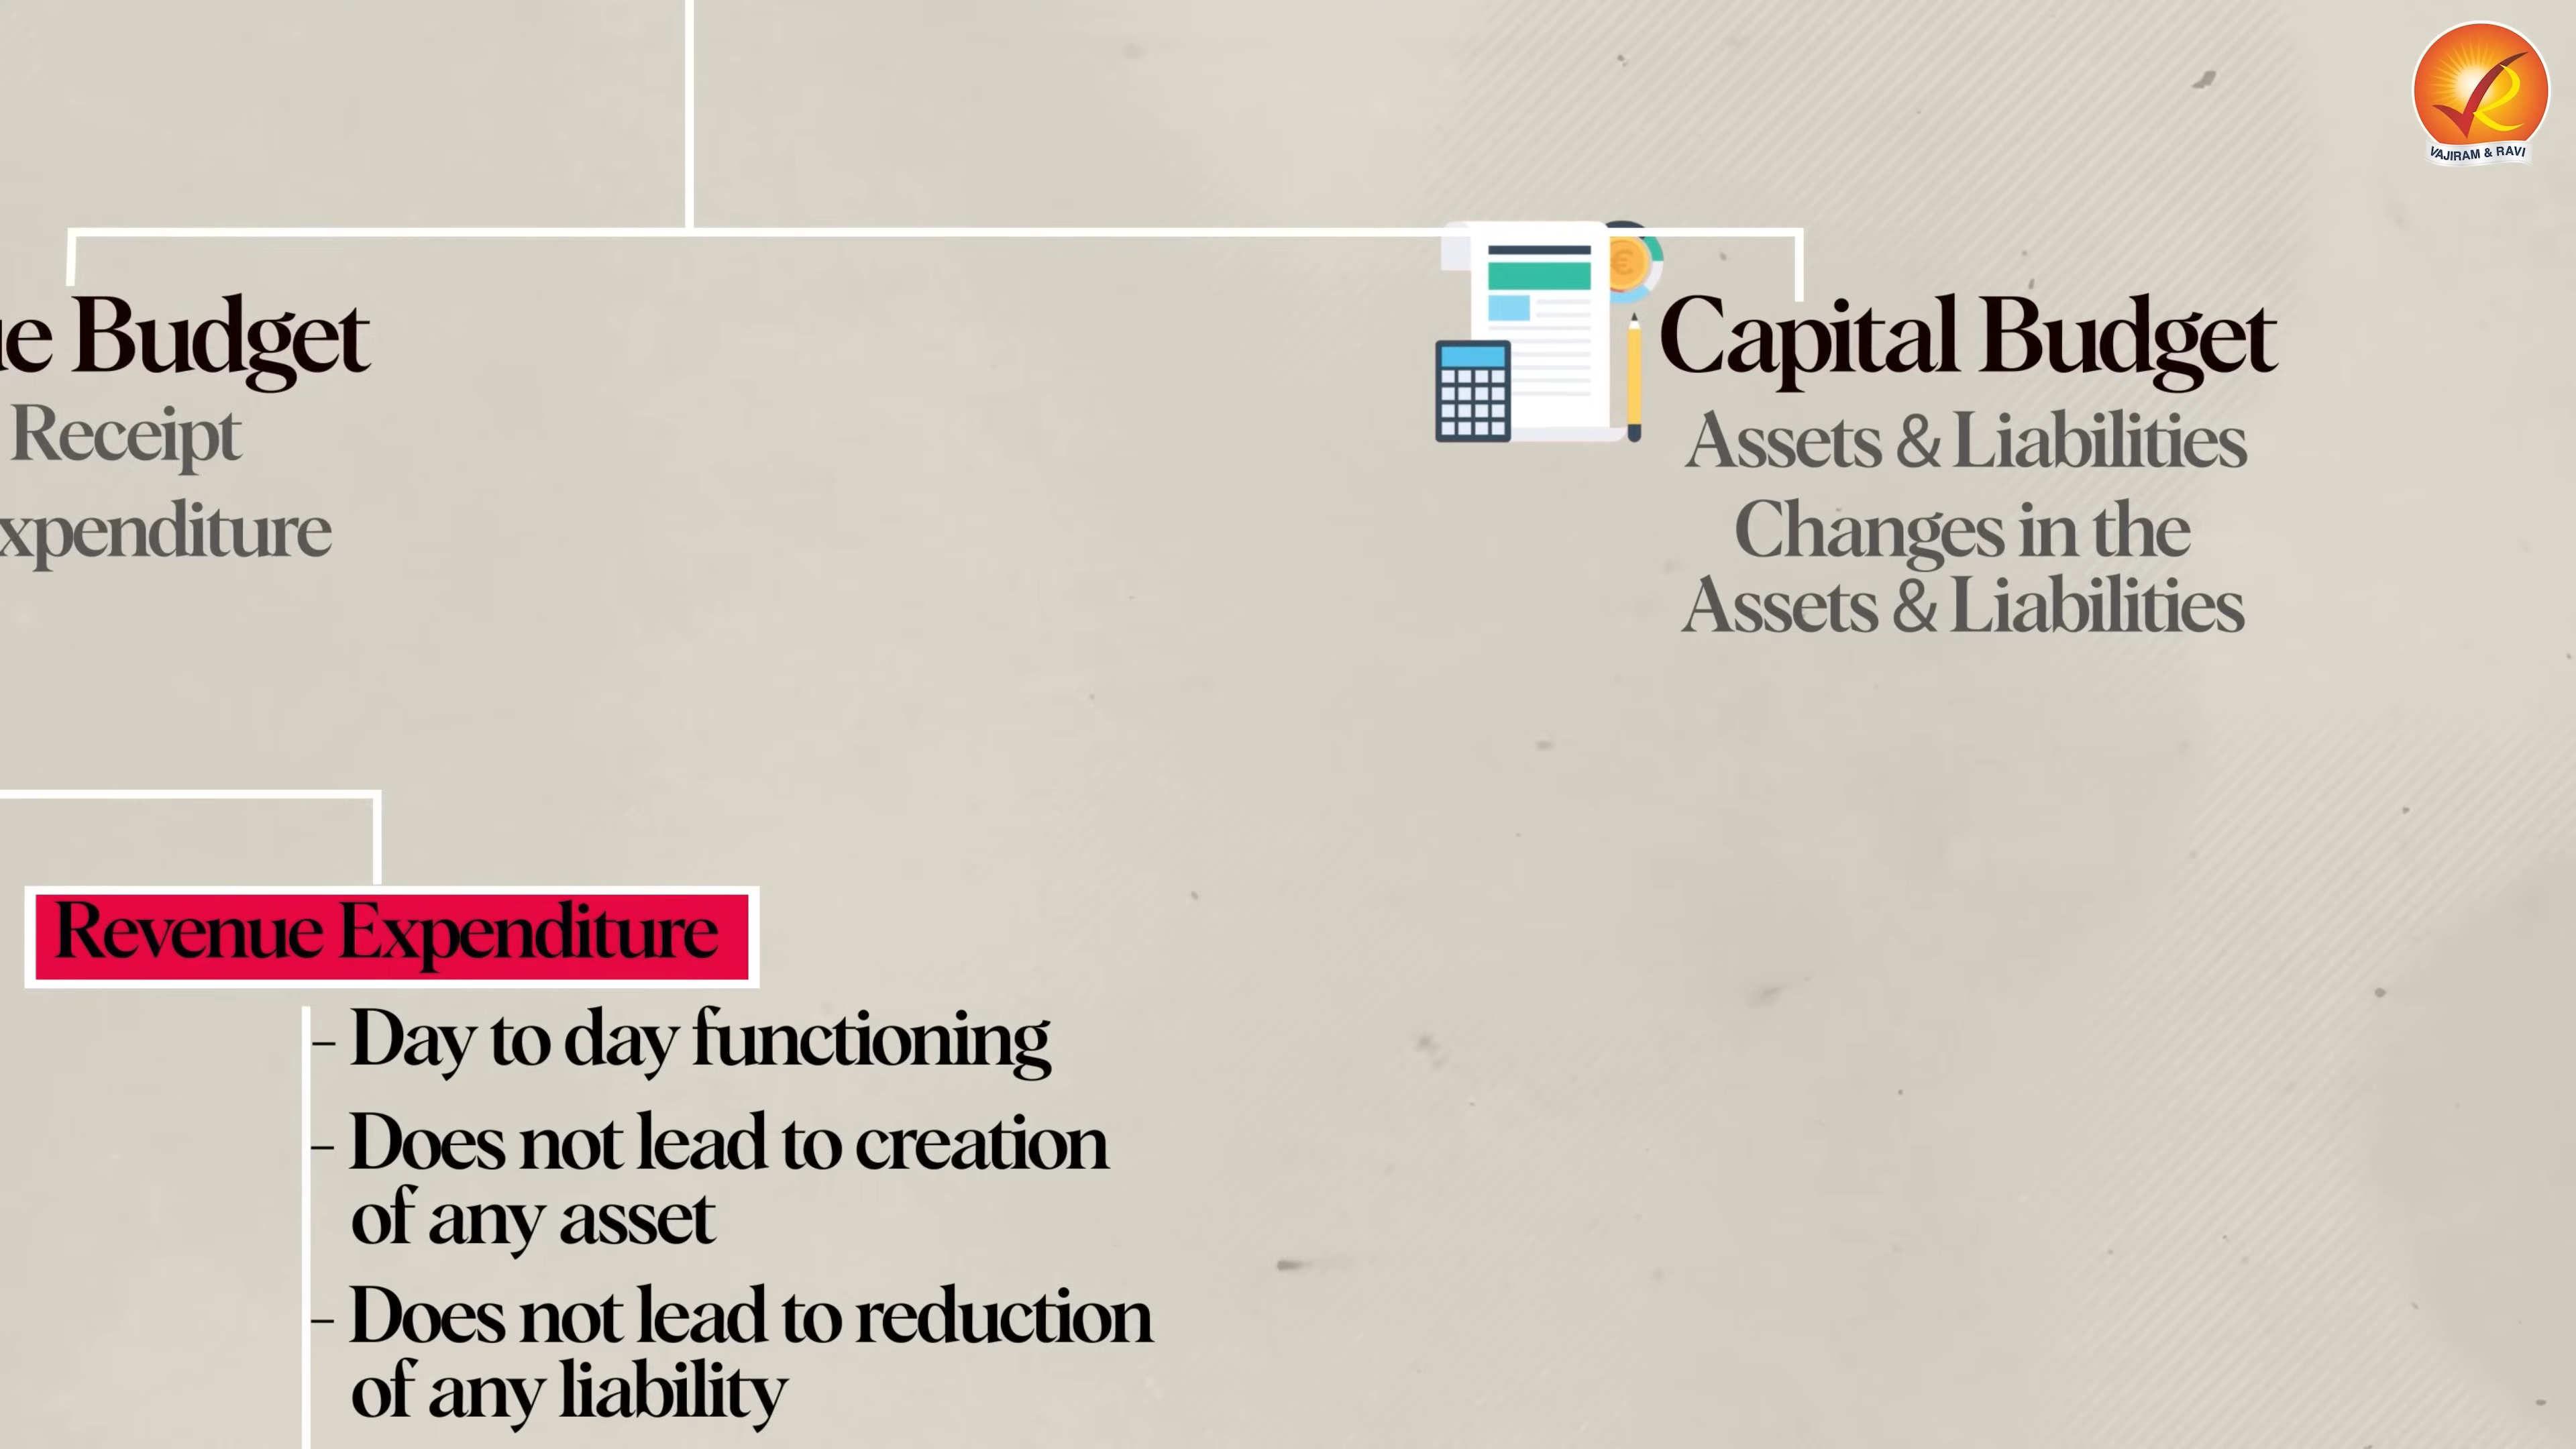 VAJIRAM & RAVI
e Budget
Receipt
xpenditure
Capital Budget
Assets & Liabilities
Changes in the
Assets & Liabilities
Revenue Expenditure
- Day to day functioning
- Does not lead to creation
of any asset
- Does not lead to reduction
of any liability